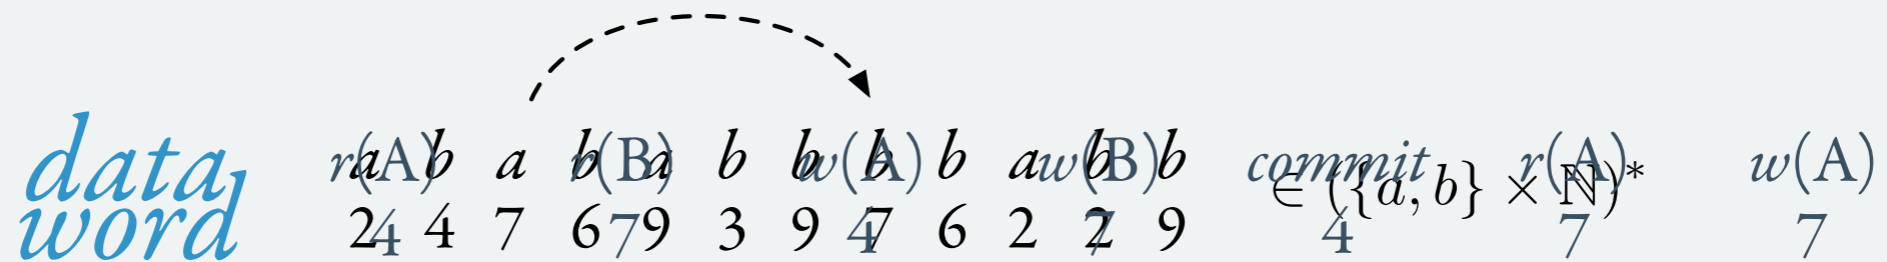 data
word
a b a b a b b b b a b b
2 4 7 6 9 3 9 7 6 2 2 9
∈ ({a, b} × ℕ)*
r(A) r(B) w(A) w(B) commit r(A) w(A)
4 7 4 7 4 7 7